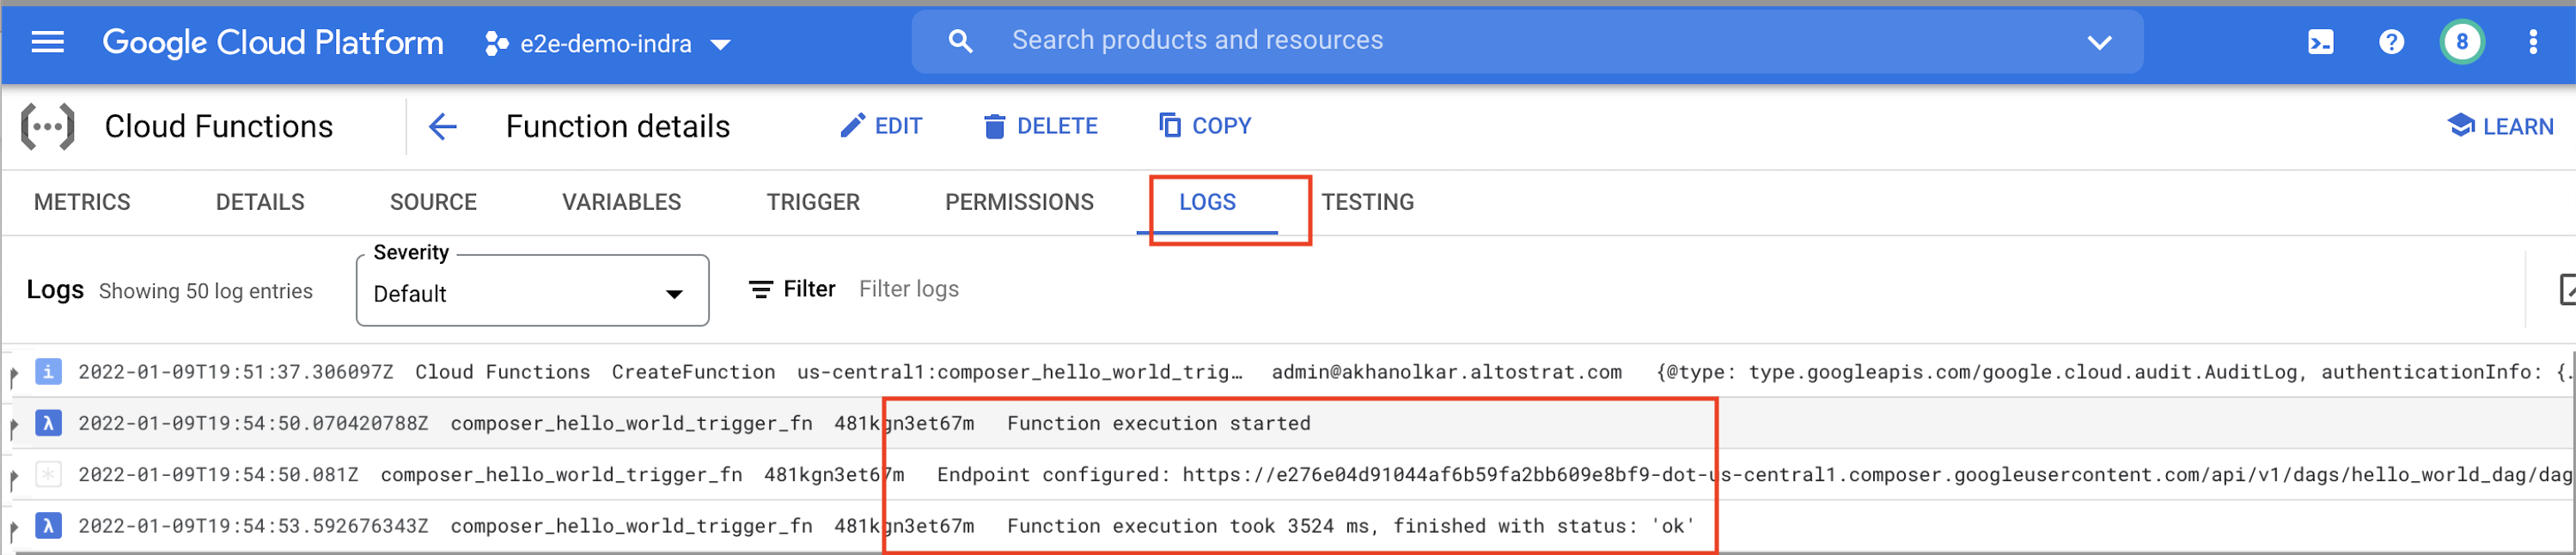 Google Cloud Platform e2e-demo-indra Search products and resources 8
Cloud Functions Function details EDIT DELETE COPY LEARN
METRICS DETAILS SOURCE VARIABLES TRIGGER PERMISSIONS LOGS TESTING
Severity
Logs Showing 50 log entries Default Filter Filter logs
i 2022-01-09T19:51:37.306097Z Cloud Functions CreateFunction us-central1:composer_hello_world_trig… admin@akhanolkar.altostrat.com {@type: type.googleapis.com/google.cloud.audit.AuditLog, authenticationInfo: {.
λ 2022-01-09T19:54:50.070420788Z composer_hello_world_trigger_fn 481kgn3et67m Function execution started
* 2022-01-09T19:54:50.081Z composer_hello_world_trigger_fn 481kgn3et67m Endpoint configured: https://e276e04d91044af6b59fa2bb609e8bf9-dot-us-central1.composer.googleusercontent.com/api/v1/dags/hello_world_dag/dag
λ 2022-01-09T19:54:53.592676343Z composer_hello_world_trigger_fn 481kgn3et67m Function execution took 3524 ms, finished with status: 'ok'